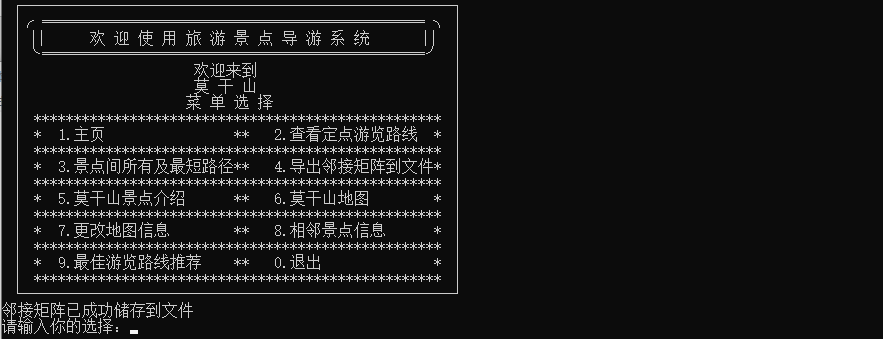 欢 迎 使 用 旅 游 景 点 导 游 系 统
欢迎来到
莫 干 山
菜 单 选 择
***************************************************
*  1.主页                **   2.查看定点游览路线  *
***************************************************
*  3.景点间所有及最短路径**   4.导出邻接矩阵到文件*
***************************************************
*  5.莫干山景点介绍      **   6.莫干山地图        *
***************************************************
*  7.更改地图信息        **   8.相邻景点信息      *
***************************************************
*  9.最佳游览路线推荐    **   0.退出              *
***************************************************
邻接矩阵已成功储存到文件
请输入你的选择：